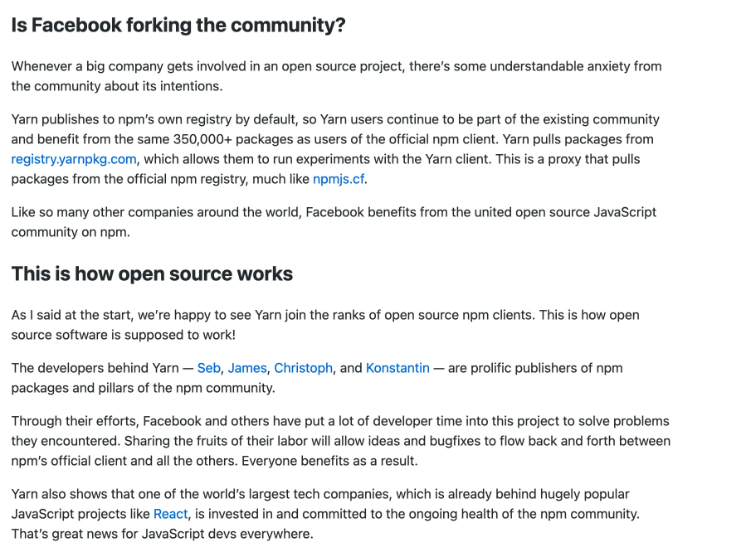 Is Facebook forking the community?
Whenever a big company gets involved in an open source project, there's some understandable anxiety from
the community about its intentions.
Yarn publishes to npm's own registry by default, so Yarn users continue to be part of the existing community
and benefit from the same 350,000+ packages as users of the official npm client. Yarn pulls packages from
registry.yarnpkg.com, which allows them to run experiments with the Yarn client. This is a proxy that pulls
packages from the official npm registry, much like npmjs.cf.
Like so many other companies around the world, Facebook benefits from the united open source JavaScript
community on npm.
This is how open source works
As I said at the start, we're happy to see Yarn join the ranks of open source npm clients. This is how open
source software is supposed to work!
The developers behind Yarn — Seb, James, Christoph, and Konstantin — are prolific publishers of npm
packages and pillars of the npm community.
Through their efforts, Facebook and others have put a lot of developer time into this project to solve problems
they encountered. Sharing the fruits of their labor will allow ideas and bugfixes to flow back and forth between
npm's official client and all the others. Everyone benefits as a result.
Yarn also shows that one of the world's largest tech companies, which is already behind hugely popular
JavaScript projects like React, is invested in and committed to the ongoing health of the npm community.
That's great news for JavaScript devs everywhere.